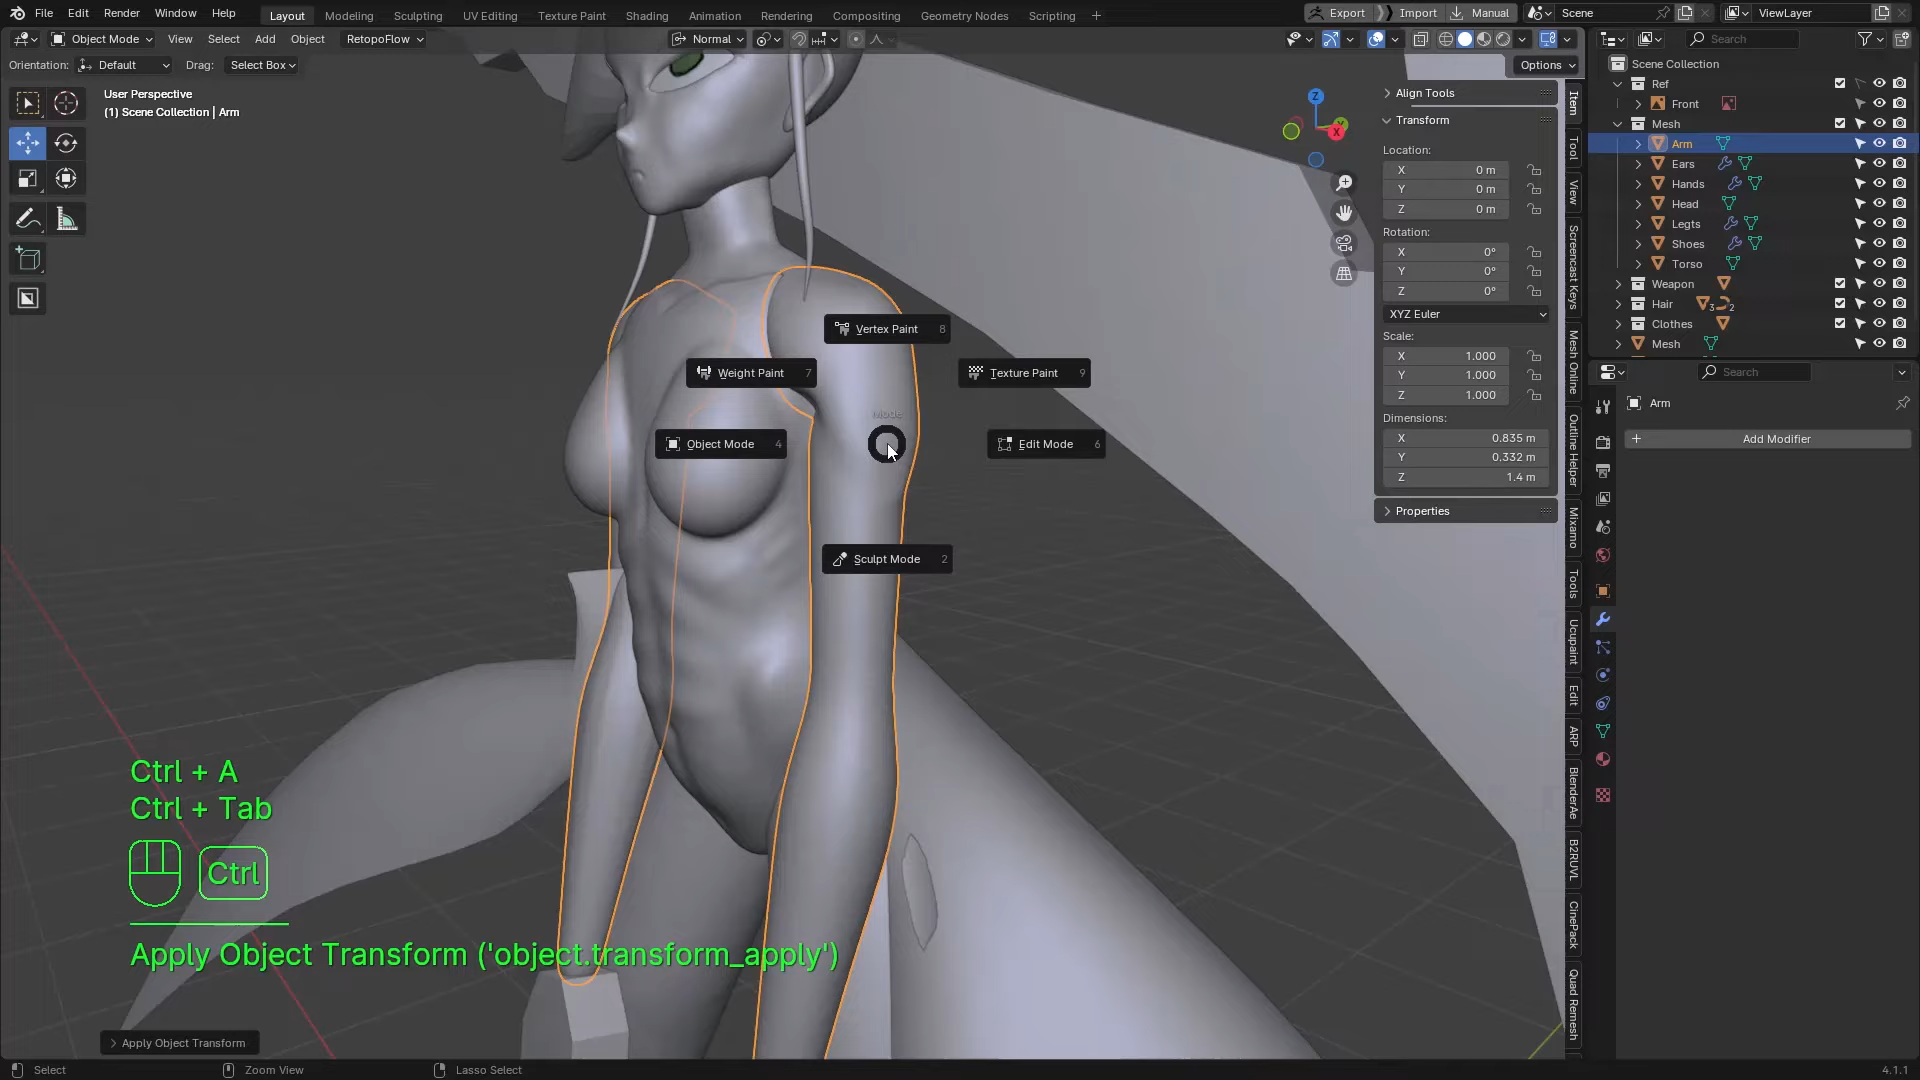 File Edit Render Window Help
Layout Modeling Sculpting UV Editing Texture Paint Shading Animation Rendering Compositing Geometry Nodes Scripting +
Export Import Manual Scene ViewLayer
Object Mode View Select Add Object RetopoFlow Normal
Search
Orientation: Default Drag: Select Box Options
User Perspective
(1) Scene Collection | Arm
Z
X
Align Tools
Transform
Location:
X 0 m
Y 0 m
Z 0 m
Rotation:
X 0°
Y 0°
Z 0°
XYZ Euler
Scale:
X 1.000
Y 1.000
Z 1.000
Dimensions:
X 0.835 m
Y 0.332 m
Z 1.4 m
Properties
Item
Tool
View
Screencast Keys
Mesh Online
Outline Helper
Mixamo
Tools
Ucupaint
Edit
ARP
BlenderAe
B2RUVL
CinePack
Quad Remesh
Scene Collection
Ref
Front
Mesh
Arm
Ears
Hands
Head
Legts
Shoes
Torso
Weapon
Hair 3 2
Clothes
Mesh
Search
Arm
+ Add Modifier
Vertex Paint 8
Weight Paint 7
Texture Paint 9
Mode
Object Mode 4
Edit Mode 6
Sculpt Mode 2
Ctrl + A
Ctrl + Tab
Ctrl
Apply Object Transform ('object.transform_apply')
Apply Object Transform
Select Zoom View Lasso Select 4.1.1